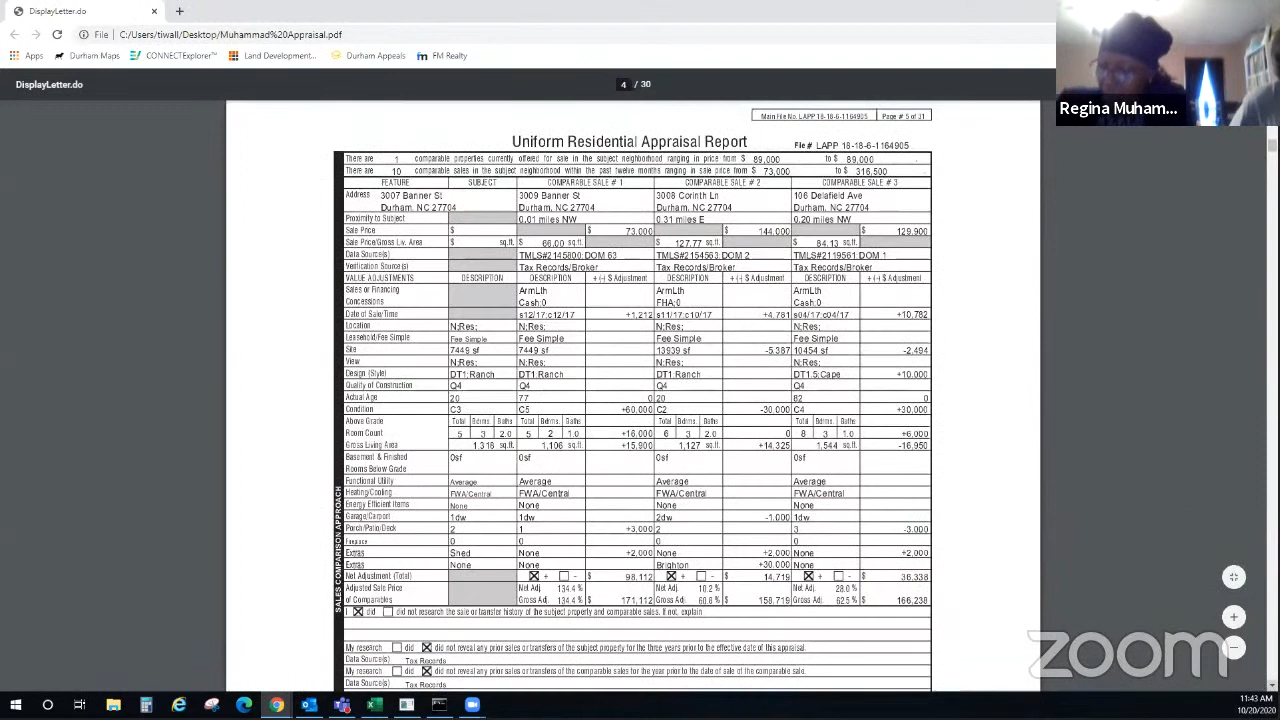 DisplayLetter.do
File C:/Users/tiwall/Desktop/Muhammad%20Appraisal.pdf
Apps Durham Maps CONNECTExplorer™ Land Development... Durham Appeals FM Realty
DisplayLetter.do 4 / 30
Regina Muham...
Main File No. LAPP 18-18-6-1164905 Page # 5 of 31
Uniform Residential Appraisal Report File # LAPP 18-18-6-1164905
There are 1 comparable properties currently offered for sale in the subject neighborhood ranging in price from $ 89,000 to $ 89,000 .
There are 10 comparable sales in the subject neighborhood within the past twelve months ranging in sale price from $ 73,000 to $ 316,500 .
FEATURE SUBJECT COMPARABLE SALE # 1 COMPARABLE SALE # 2 COMPARABLE SALE # 3
Address 3007 Banner St 3009 Banner St 3008 Corinth Ln 106 Delafield Ave
Durham, NC 27704 Durham, NC 27704 Durham, NC 27704 Durham, NC 27704
Proximity to Subject 0.01 miles NW 0.31 miles E 0.20 miles NW
Sale Price $ $ 73,000 $ 144,000 $ 129,900
Sale Price/Gross Liv. Area $ sq.ft. $ 66.00 sq.ft. $ 127.77 sq.ft. $ 84.13 sq.ft.
Data Source(s) TMLS#2145800;DOM 63 TMLS#2154563;DOM 2 TMLS#2119561;DOM 1
Verification Source(s) Tax Records/Broker Tax Records/Broker Tax Records/Broker
VALUE ADJUSTMENTS DESCRIPTION DESCRIPTION +(-) $ Adjustment DESCRIPTION +(-) $ Adjustment DESCRIPTION +(-) $ Adjustment
Sales or Financing ArmLth ArmLth ArmLth
Concessions Cash;0 FHA;0 Cash;0
Date of Sale/Time s12/17;c12/17 +1,212 s11/17;c10/17 +4,781 s04/17;c04/17 +10,782
Location N;Res; N;Res; N;Res; N;Res;
Leasehold/Fee Simple Fee Simple Fee Simple Fee Simple Fee Simple
Site 7449 sf 7449 sf 13939 sf -5,387 10454 sf -2,494
View N;Res; N;Res; N;Res; N;Res;
Design (Style) DT1;Ranch DT1;Ranch DT1;Ranch DT1.5;Cape +10,000
Quality of Construction Q4 Q4 Q4 Q4
Actual Age 20 77 0 20 82 0
Condition C3 C5 +60,000 C2 -30,000 C4 +30,000
Above Grade Total Bdrms. Baths Total Bdrms. Baths Total Bdrms. Baths Total Bdrms. Baths
Room Count 5 3 2.0 5 2 1.0 +16,000 6 3 2.0 0 8 3 1.0 +6,000
Gross Living Area 1,318 sq.ft. 1,106 sq.ft. +15,900 1,127 sq.ft. +14,325 1,544 sq.ft. -16,950
Basement & Finished 0sf 0sf 0sf 0sf
Rooms Below Grade
Functional Utility Average Average Average Average
Heating/Cooling FWA/Central FWA/Central FWA/Central FWA/Central
Energy Efficient Items None None None None
Garage/Carport 1dw 1dw 2dw -1,000 1dw
Porch/Patio/Deck 2 1 +3,000 2 3 -3,000
Fireplace 0 0 0 0
Extras Shed None +2,000 None +2,000 None +2,000
Extras None None Brighton +30,000 None
Net Adjustment (Total) + - $ 98,112 + - $ 14,719 + - $ 36,338
Adjusted Sale Price Net Adj. 134.4 % Net Adj. 10.2 % Net Adj. 28.0 %
of Comparables Gross Adj. 134.4 % $ 171,112 Gross Adj. 60.8 % $ 158,719 Gross Adj. 62.5 % $ 166,238
I did did not research the sale or transfer history of the subject property and comparable sales. If not, explain
My research did did not reveal any prior sales or transfers of the subject property for the three years prior to the effective date of this appraisal.
Data Source(s) Tax Records
My research did did not reveal any prior sales or transfers of the comparable sales for the year prior to the date of sale of the comparable sale.
Data Source(s) Tax Records
SALES COMPARISON APPROACH
zoom
11:43 AM
10/20/2020